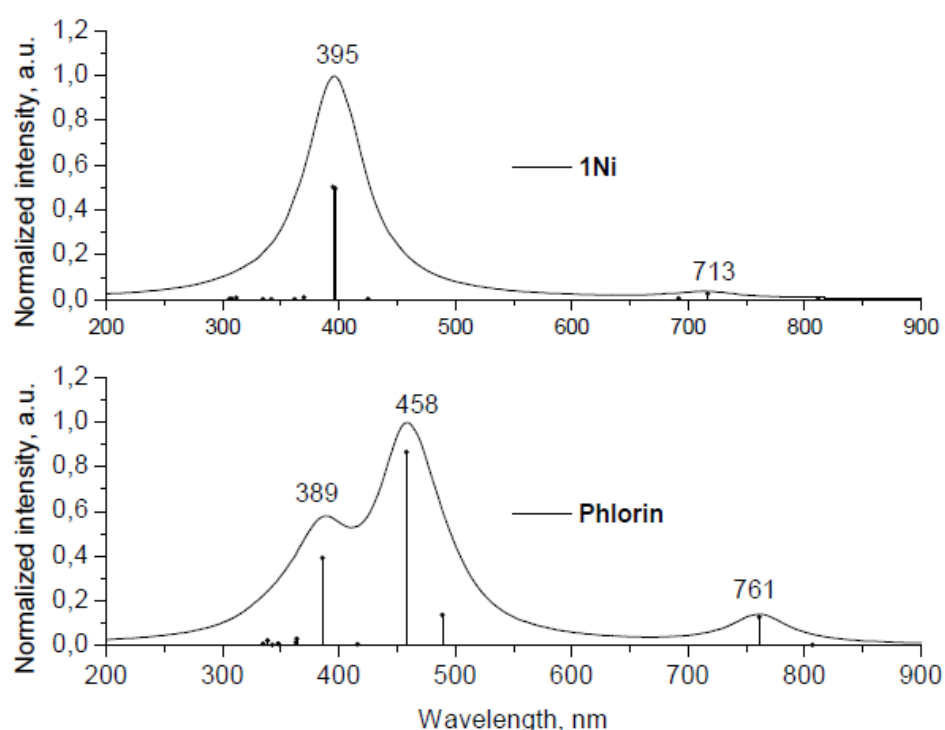 Normalized intensity, a.u.
1,2
1,0
0,8
0,6
0,4
0,2
0,0
395
713
1Ni
200 300 400 500 600 700 800 900
Normalized intensity, a.u.
1,2
1,0
0,8
0,6
0,4
0,2
0,0
389
458
761
Phlorin
200 300 400 500 600 700 800 900
Wavelength, nm